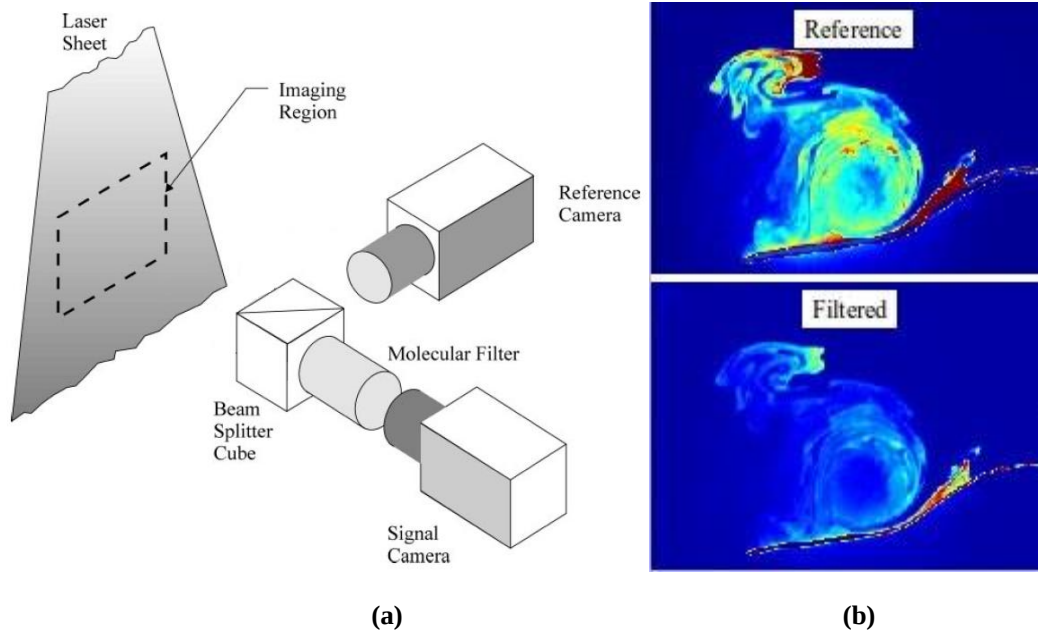 Laser
Sheet
Imaging
Region
Reference
Camera
Molecular Filter
Beam
Splitter
Cube
Signal
Camera
(a)
Reference
Filtered
(b)